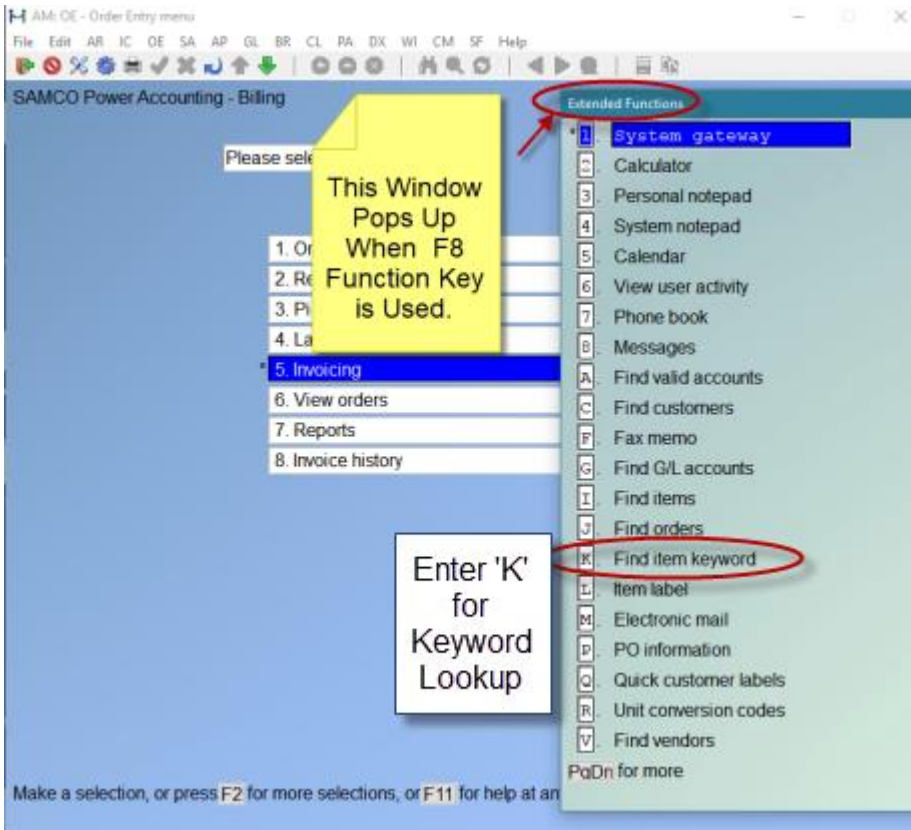 AM: OE - Order Entry menu
File Edit AR IC OE SA AP GL BR CL PA DX WI CM SF Help
SAMCO Power Accounting - Billing
Please sele
1. Or
2. Re
3. Pi
4. La
5. Invoicing
6. View orders
7. Reports
8. Invoice history
This Window
Pops Up
When F8
Function Key
is Used.
Enter 'K'
for
Keyword
Lookup
Extended Functions
1. System gateway
2. Calculator
3. Personal notepad
4. System notepad
5. Calendar
6. View user activity
7. Phone book
8. Messages
A. Find valid accounts
C. Find customers
F. Fax memo
G. Find G/L accounts
I. Find items
J. Find orders
K. Find item keyword
L. Item label
M. Electronic mail
P. PO information
Q. Quick customer labels
R. Unit conversion codes
V. Find vendors
PgDn for more
Make a selection, or press F2 for more selections, or F11 for help at an